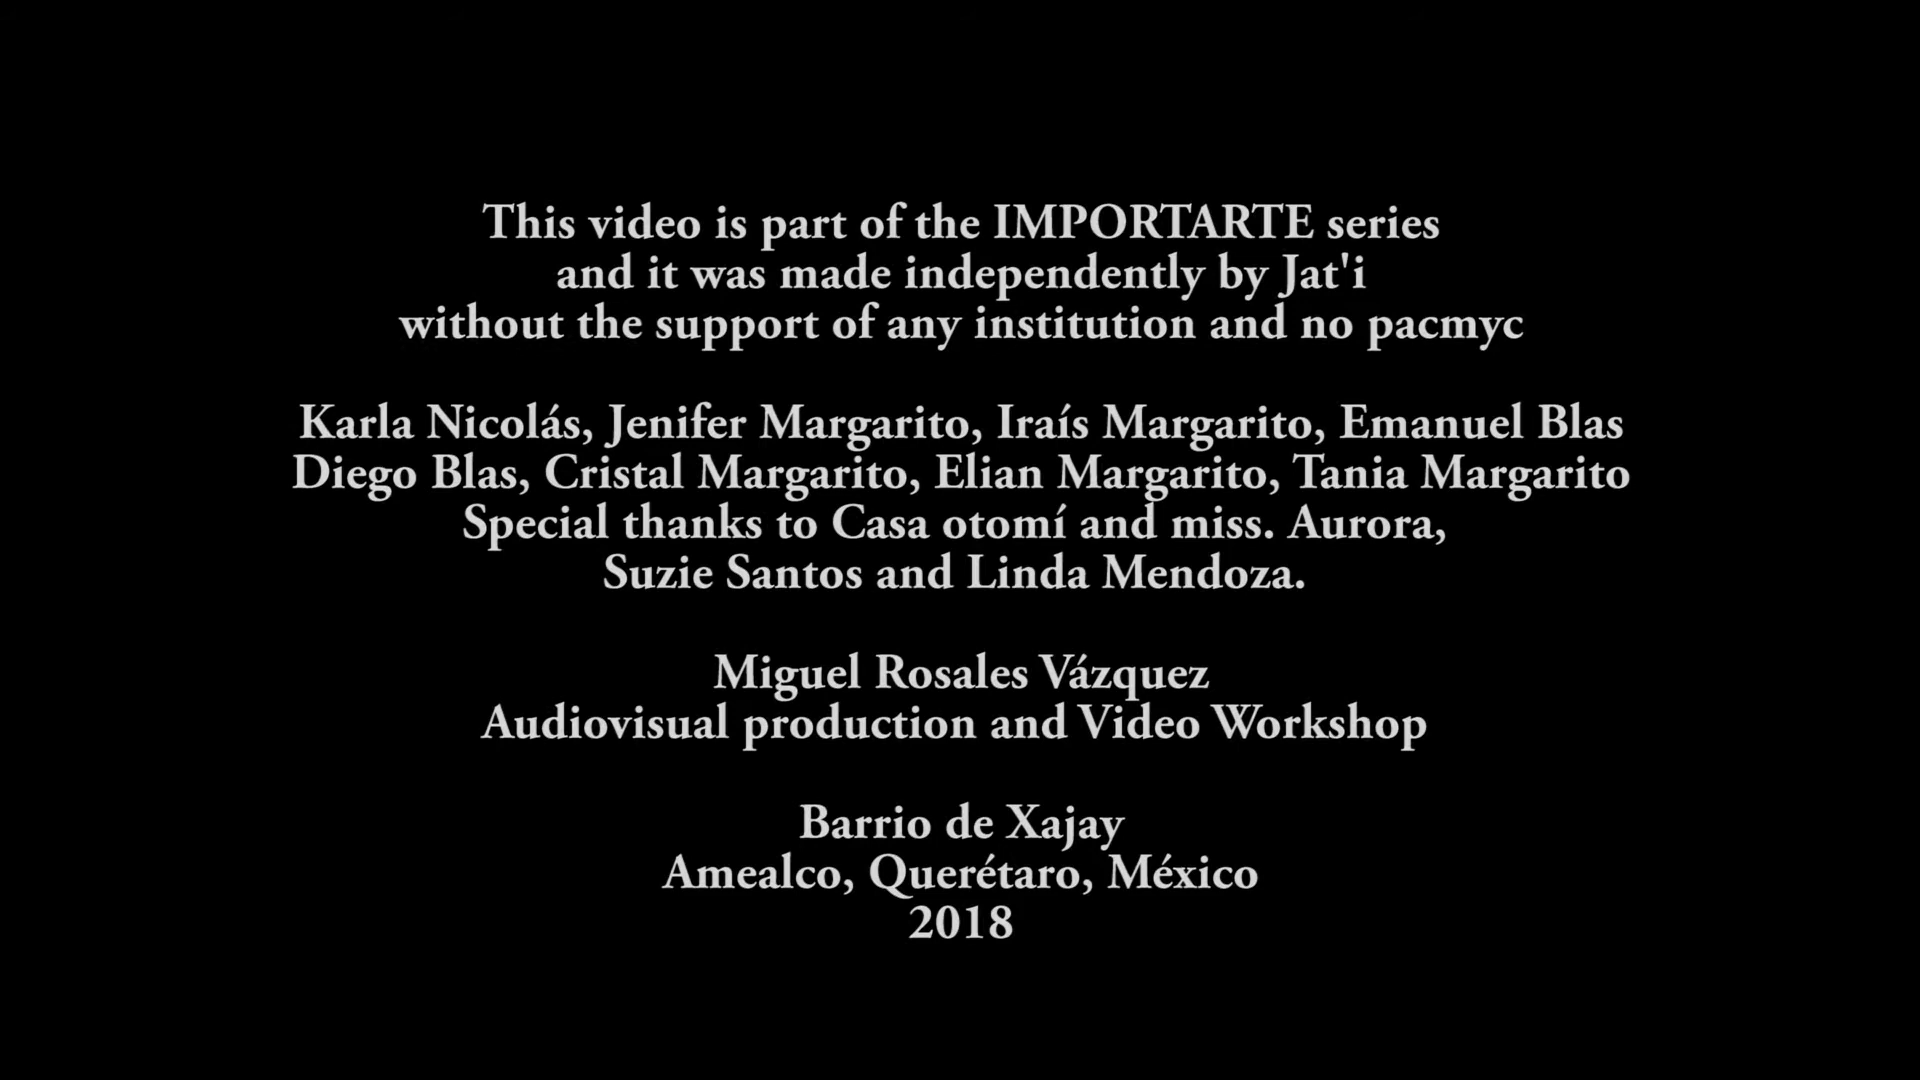 This video is part of the IMPORTARTE series
and it was made independently by Jat'i
without the support of any institution and no pacmyc
Karla Nicolás, Jenifer Margarito, Iraís Margarito, Emanuel Blas
Diego Blas, Cristal Margarito, Elian Margarito, Tania Margarito
Special thanks to Casa otomí and miss. Aurora,
Suzie Santos and Linda Mendoza.
Miguel Rosales Vázquez
Audiovisual production and Video Workshop
Barrio de Xajay
Amealco, Querétaro, México
2018